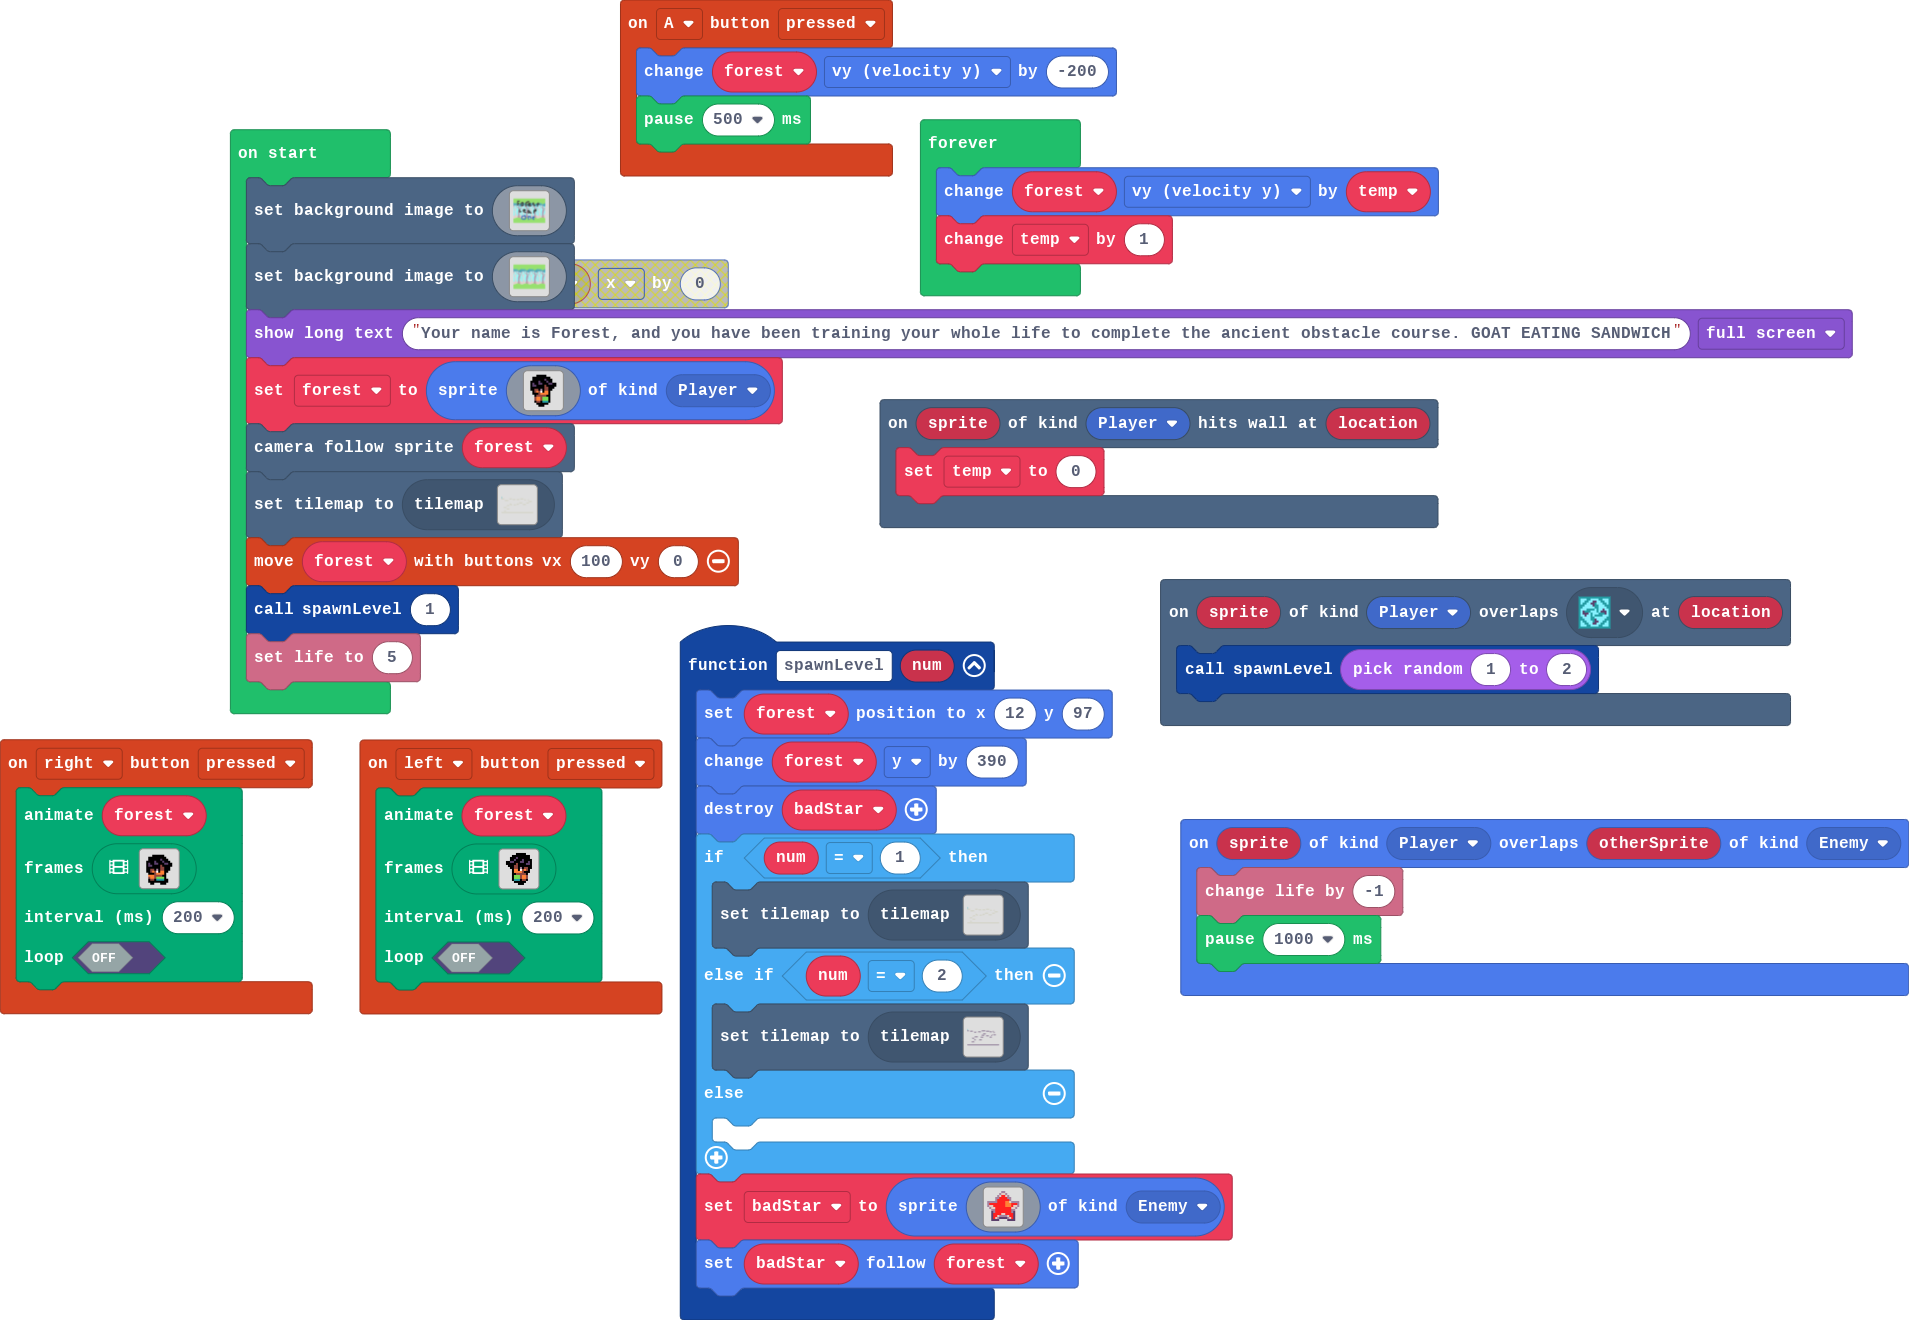 on A button pressed
change forest vy (velocity y) by -200
pause 500 ms
on start
set background image to
set background image to
x by 0
show long text "Your name is Forest, and you have been training your whole life to complete the ancient obstacle course. GOAT EATING SANDWICH" full screen
set forest to sprite of kind Player
camera follow sprite forest
set tilemap to tilemap
move forest with buttons vx 100 vy 0
call spawnLevel 1
set life to 5
forever
change forest vy (velocity y) by temp
change temp by 1
on sprite of kind Player hits wall at location
set temp to 0
on sprite of kind Player overlaps at location
call spawnLevel pick random 1 to 2
function spawnLevel num
set forest position to x 12 y 97
change forest y by 390
destroy badStar
if num = 1 then
set tilemap to tilemap
else if num = 2 then
set tilemap to tilemap
else
set badStar to sprite of kind Enemy
set badStar follow forest
on right button pressed
animate forest
frames
interval (ms) 200
loop OFF
on left button pressed
animate forest
frames
interval (ms) 200
loop OFF
on sprite of kind Player overlaps otherSprite of kind Enemy
change life by -1
pause 1000 ms